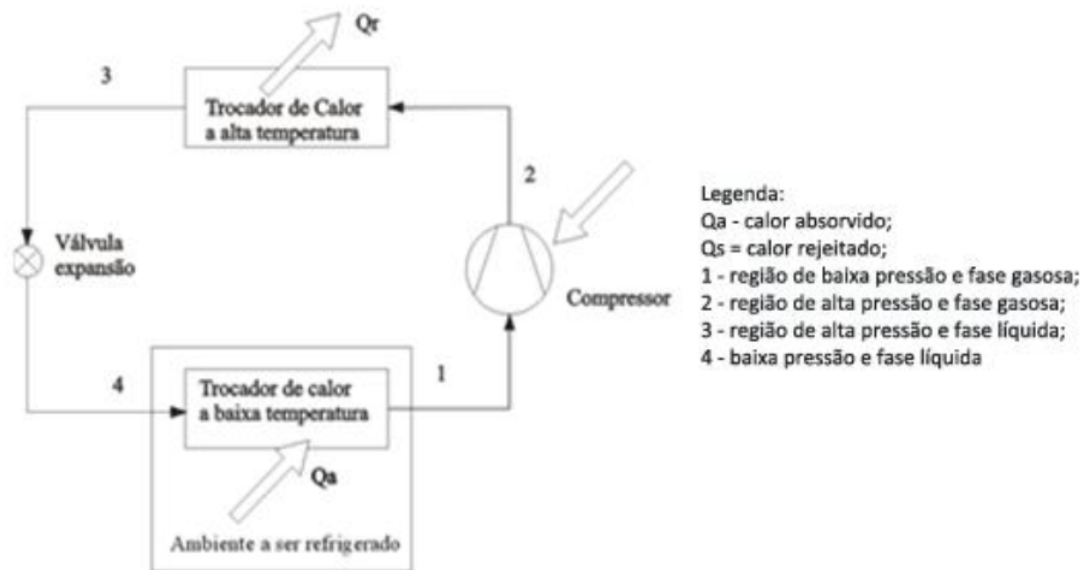 Qr
3
Trocador de Calor
a alta temperatura
2
Válvula
expansão
Compressor
4
Trocador de calor
a baixa temperatura
1
Qa
Ambiente a ser refrigerado
Legenda:
Qa - calor absorvido;
Qs = calor rejeitado;
1 - região de baixa pressão e fase gasosa;
2 - região de alta pressão e fase gasosa;
3 - região de alta pressão e fase líquida;
4 - baixa pressão e fase líquida